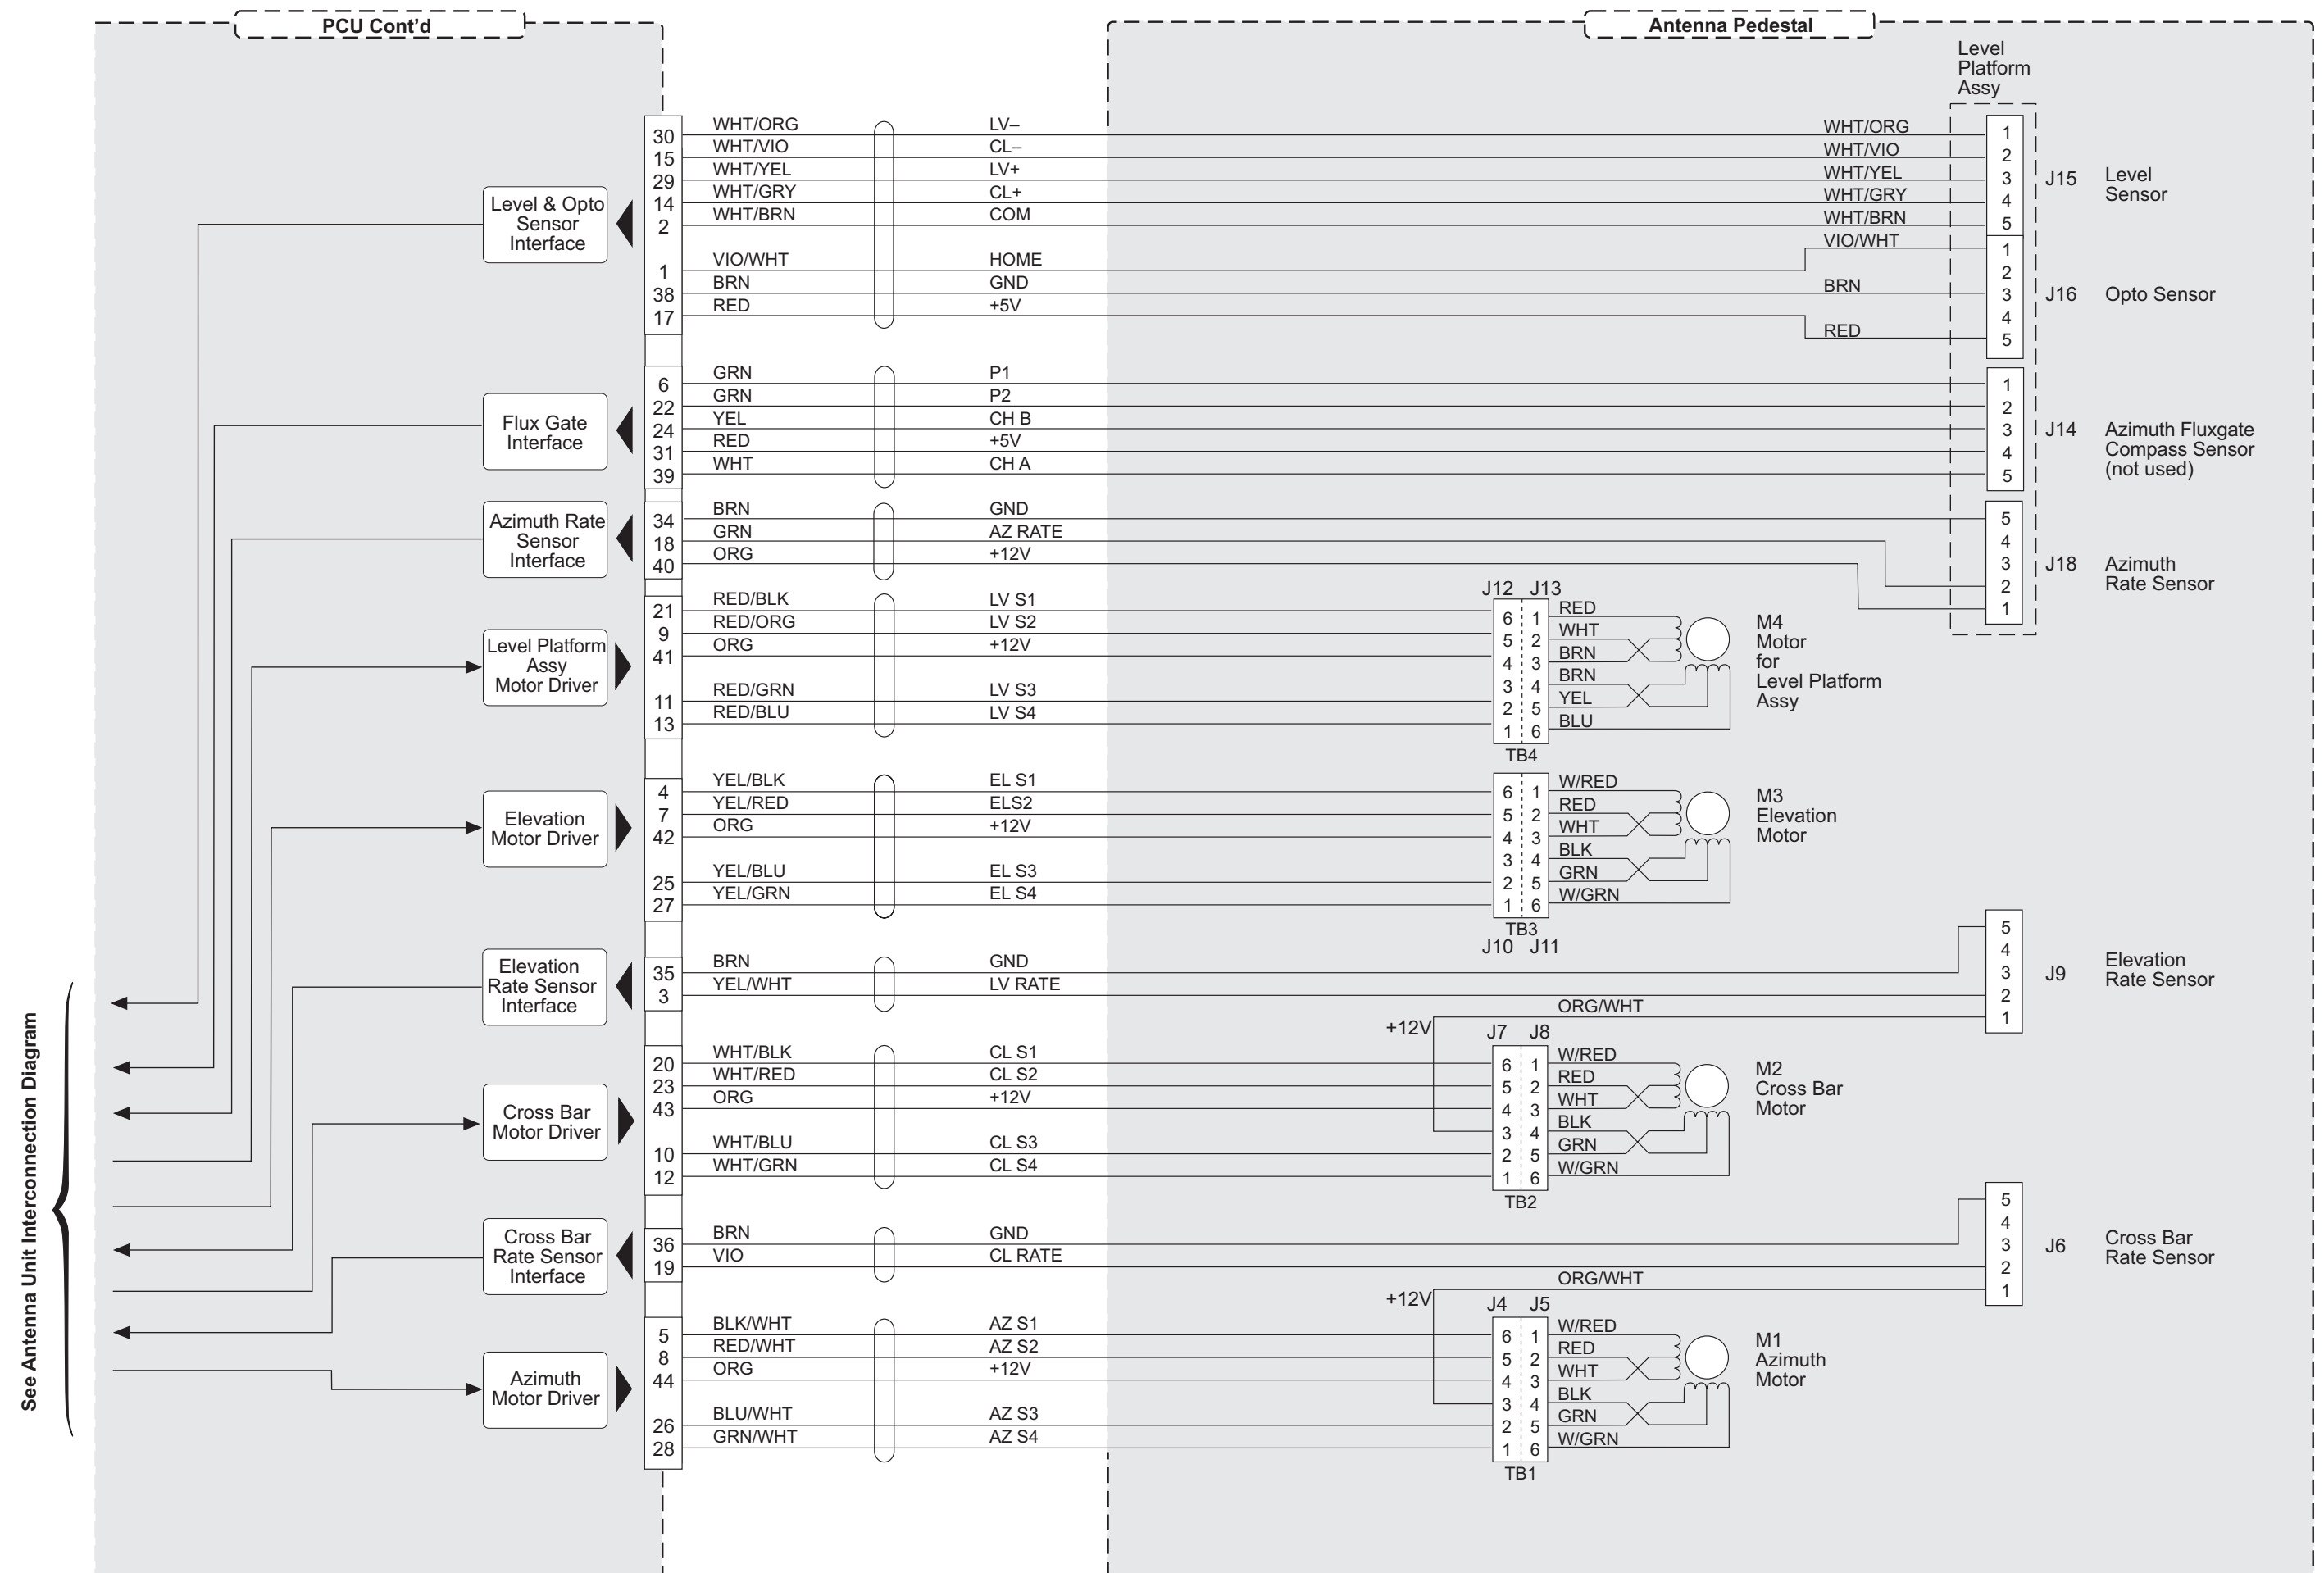 PCU Cont’d
Antenna Pedestal
Level
Platform
Assy
Level & Opto
Sensor
Interface
30 WHT/ORG LV– WHT/ORG 1
15 WHT/VIO CL– WHT/VIO 2
29 WHT/YEL LV+ WHT/YEL 3
14 WHT/GRY CL+ WHT/GRY 4
2 WHT/BRN COM WHT/BRN 5
J15 Level
Sensor
1 VIO/WHT HOME VIO/WHT 1
2
38 BRN GND BRN 3
17 RED +5V 4
RED 5
J16 Opto Sensor
Flux Gate
Interface
6 GRN P1 1
22 GRN P2 2
24 YEL CH B 3
31 RED +5V 4
39 WHT CH A 5
J14 Azimuth Fluxgate
Compass Sensor
(not used)
Azimuth Rate
Sensor
Interface
34 BRN GND 5
18 GRN AZ RATE 4
40 ORG +12V 3
2
1
J18 Azimuth
Rate Sensor
Level Platform
Assy
Motor Driver
J12 J13
21 RED/BLK LV S1 6 1 RED
9 RED/ORG LV S2 5 2 WHT
41 ORG +12V 4 3 BRN
3 4 BRN
11 RED/GRN LV S3 2 5 YEL
13 RED/BLU LV S4 1 6 BLU
TB4
M4
Motor
for
Level Platform
Assy
Elevation
Motor Driver
4 YEL/BLK EL S1 6 1 W/RED
7 YEL/RED ELS2 5 2 RED
42 ORG +12V 4 3 WHT
3 4 BLK
25 YEL/BLU EL S3 2 5 GRN
27 YEL/GRN EL S4 1 6 W/GRN
TB3
J10 J11
M3
Elevation
Motor
Elevation
Rate Sensor
Interface
35 BRN GND
3 YEL/WHT LV RATE
ORG/WHT
+12V
5
4
3
2
1
J9 Elevation
Rate Sensor
Cross Bar
Motor Driver
J7 J8
20 WHT/BLK CL S1 6 1 W/RED
23 WHT/RED CL S2 5 2 RED
43 ORG +12V 4 3 WHT
3 4 BLK
10 WHT/BLU CL S3 2 5 GRN
12 WHT/GRN CL S4 1 6 W/GRN
TB2
M2
Cross Bar
Motor
Cross Bar
Rate Sensor
Interface
36 BRN GND
19 VIO CL RATE
ORG/WHT
+12V
5
4
3
2
1
J6 Cross Bar
Rate Sensor
Azimuth
Motor Driver
J4 J5
5 BLK/WHT AZ S1 6 1 W/RED
8 RED/WHT AZ S2 5 2 RED
44 ORG +12V 4 3 WHT
3 4 BLK
26 BLU/WHT AZ S3 2 5 GRN
28 GRN/WHT AZ S4 1 6 W/GRN
TB1
M1
Azimuth
Motor
See Antenna Unit Interconnection Diagram